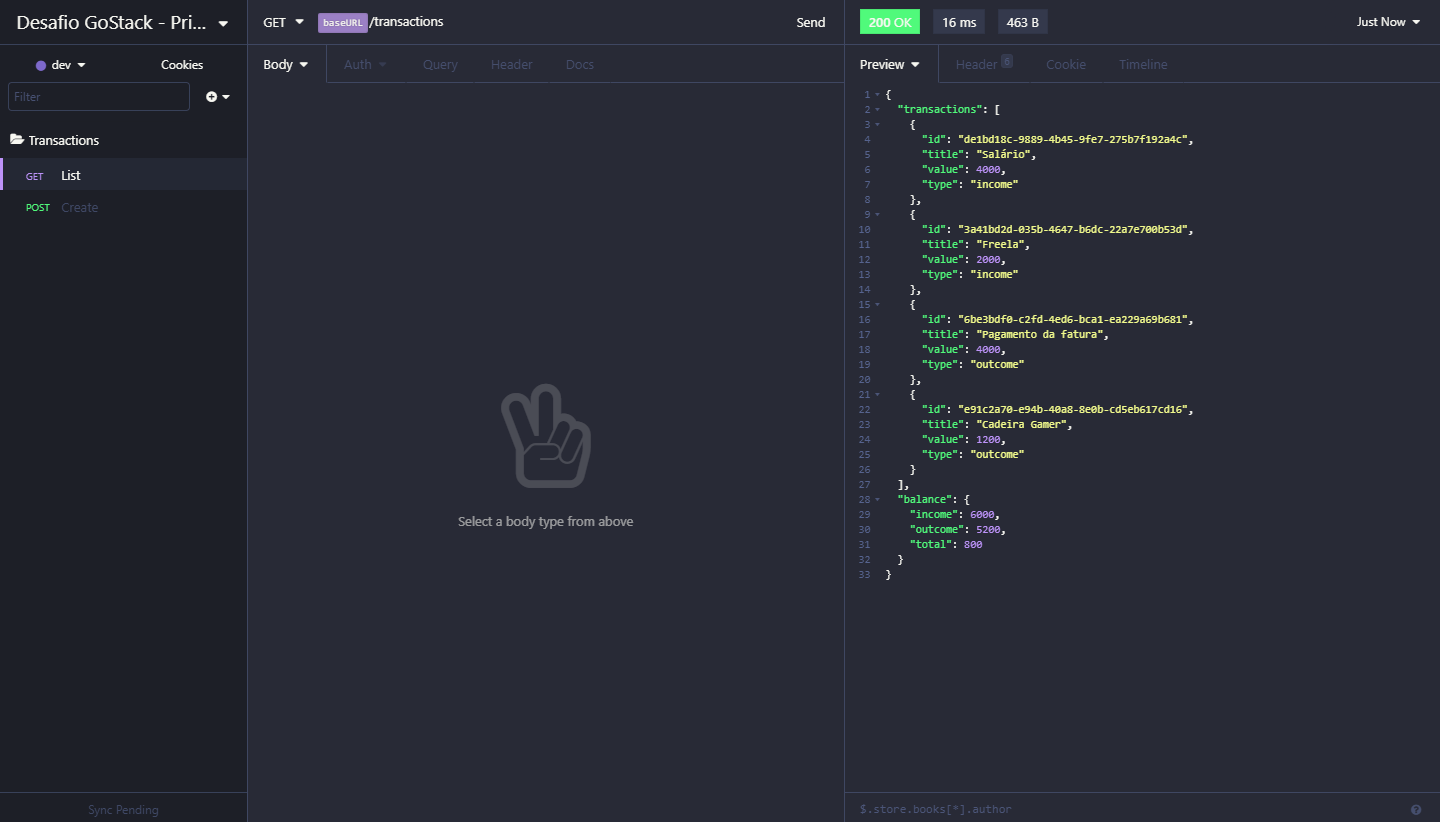 Desafio GoStack - Pri...
dev
Cookies
Filter
Transactions
GET List
POST Create
Sync Pending
GET baseURL/transactions
Send
Body
Auth
Query
Header
Docs
Select a body type from above
200 OK
16 ms
463 B
Just Now
Preview
Header 6
Cookie
Timeline
1 {
2 "transactions": [
3 {
4 "id": "de1bd18c-9889-4b45-9fe7-275b7f192a4c",
5 "title": "Salário",
6 "value": 4000,
7 "type": "income"
8 },
9 {
10 "id": "3a41bd2d-035b-4647-b6dc-22a7e700b53d",
11 "title": "Freela",
12 "value": 2000,
13 "type": "income"
14 },
15 {
16 "id": "6be3bdf0-c2fd-4ed6-bca1-ea229a69b681",
17 "title": "Pagamento da fatura",
18 "value": 4000,
19 "type": "outcome"
20 },
21 {
22 "id": "e91c2a70-e94b-40a8-8e0b-cd5eb617cd16",
23 "title": "Cadeira Gamer",
24 "value": 1200,
25 "type": "outcome"
26 }
27 ],
28 "balance": {
29 "income": 6000,
30 "outcome": 5200,
31 "total": 800
32 }
33 }
$.store.books[*].author